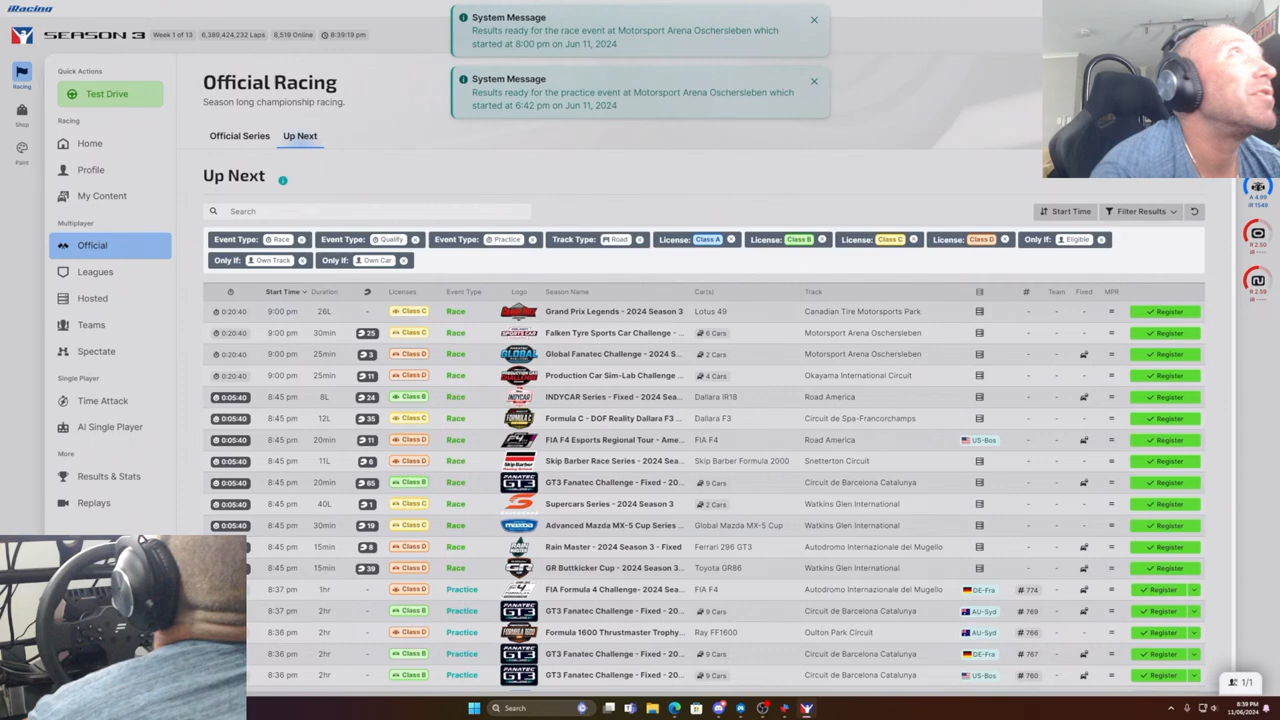 iRacing
SEASON 3
Week 1 of 13
6,389,424,232 Laps
8,519 Online
8:39:19 pm
System Message
Results ready for the race event at Motorsport Arena Oschersleben which
started at 8:00 pm on Jun 11, 2024
System Message
Results ready for the practice event at Motorsport Arena Oschersleben which
started at 6:42 pm on Jun 11, 2024
Racing
Shop
Paint
Quick Actions
Test Drive
Racing
Home
Profile
My Content
Multiplayer
Official
Leagues
Hosted
Teams
Spectate
Single Player
Time Attack
AI Single Player
More
Results & Stats
Replays
Official Racing
Season long championship racing.
Official Series Up Next
Up Next
Search
Start Time Filter Results
Event Type: Race Event Type: Qualify Event Type: Practice Track Type: Road License: Class A License: Class B License: Class C License: Class D Only If: Eligible
Only If: Own Track Only If: Own Car
Start Time Duration Licenses Event Type Logo Season Name Car(s) Track # Team Fixed MPR
0:20:40 9:00 pm 26L - Class C Race Grand Prix Legends - 2024 Season 3 Lotus 49 Canadian Tire Motorsports Park - - - = Register
0:20:40 9:00 pm 30min 25 Class C Race Falken Tyre Sports Car Challenge - ... 6 Cars Motorsport Arena Oschersleben - - - = Register
0:20:40 9:00 pm 25min 3 Class D Race Global Fanatec Challenge - 2024 S... 2 Cars Motorsport Arena Oschersleben - - = Register
0:20:40 9:00 pm 25min 11 Class D Race Production Car Sim-Lab Challenge ... 4 Cars Okayama International Circuit - - - = Register
0:05:40 8:45 pm 8L 24 Class B Race INDYCAR Series - Fixed - 2024 Sea... Dallara IR18 Road America - - = Register
0:05:40 8:45 pm 12L 35 Class C Race Formula C - DOF Reality Dallara F3 ... Dallara F3 Circuit de Spa-Francorchamps - - - = Register
0:05:40 8:45 pm 20min 11 Class D Race FIA F4 Esports Regional Tour - Ame... FIA F4 Road America US-Bos - - = Register
0:05:40 8:45 pm 11L 6 Class D Race Skip Barber Race Series - 2024 Sea... Skip Barber Formula 2000 Snetterton Circuit - - - = Register
0:05:40 8:45 pm 20min 65 Class B Race GT3 Fanatec Challenge - Fixed - 20... 9 Cars Circuit de Barcelona Catalunya - - = Register
0:05:40 8:45 pm 40L 1 Class C Race Supercars Series - 2024 Season 3 2 Cars Watkins Glen International - - - = Register
0:05:40 8:45 pm 30min 19 Class D Race Advanced Mazda MX-5 Cup Series ... Global Mazda MX-5 Cup Watkins Glen International - - - = Register
0:05:40 8:45 pm 15min 8 Class D Race Rain Master - 2024 Season 3 - Fixed Ferrari 296 GT3 Autodromo Internazionale del Mugello - - = Register
0:05:40 8:45 pm 15min 39 Class D Race GR Buttkicker Cup - 2024 Season 3... Toyota GR86 Autodromo Internazionale del Mugello - - = Register
8:37 pm 1hr - Class D Practice FIA Formula 4 Challenge- 2024 Sea... FIA F4 Autodromo Internazionale del Mugello DE-Fra # 774 - = Register
8:37 pm 2hr - Class B Practice GT3 Fanatec Challenge - Fixed - 20... 9 Cars Circuit de Barcelona Catalunya AU-Syd # 769 - = Register
8:36 pm 2hr - Class D Practice Formula 1600 Thrustmaster Trophy... Ray FF1600 Oulton Park Circuit AU-Syd # 766 - = Register
8:36 pm 2hr - Class B Practice GT3 Fanatec Challenge - Fixed - 20... 9 Cars Circuit de Barcelona Catalunya DE-Fra # 767 - = Register
8:36 pm 2hr - Class B Practice GT3 Fanatec Challenge - Fixed - 20... 9 Cars Circuit de Barcelona Catalunya US-Bos # 760 - = Register
A 4.99
iR 1549
R 2.50
iR ----
R 2.59
iR ----
1/1
Search
8:39 PM
11/06/2024